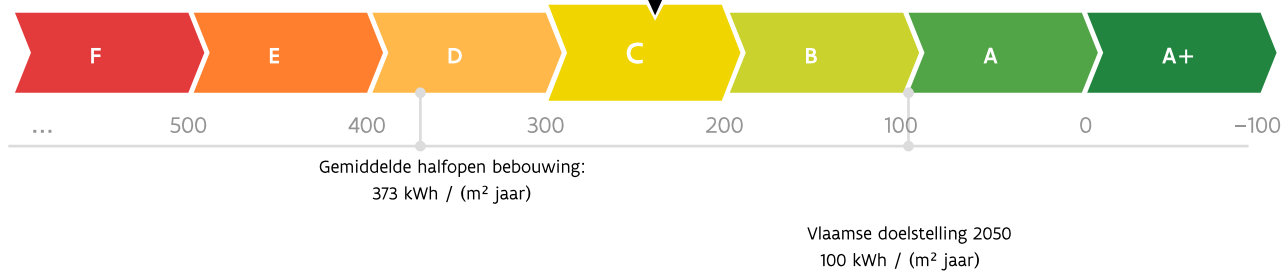 F E D C B A A+
... 500 400 300 200 100 0 –100
Gemiddelde halfopen bebouwing:
373 kWh / (m² jaar)
Vlaamse doelstelling 2050
100 kWh / (m² jaar)